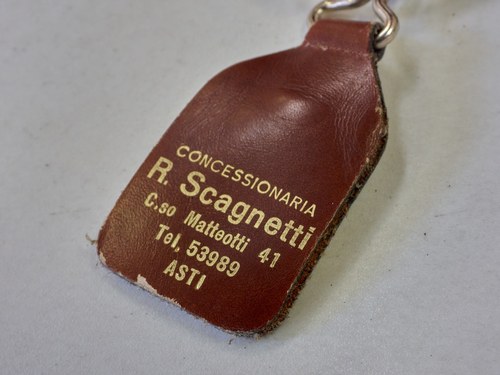 CONCESSIONARIA
R. Scagnetti
C.so Matteotti 41
Tel. 53989
ASTI